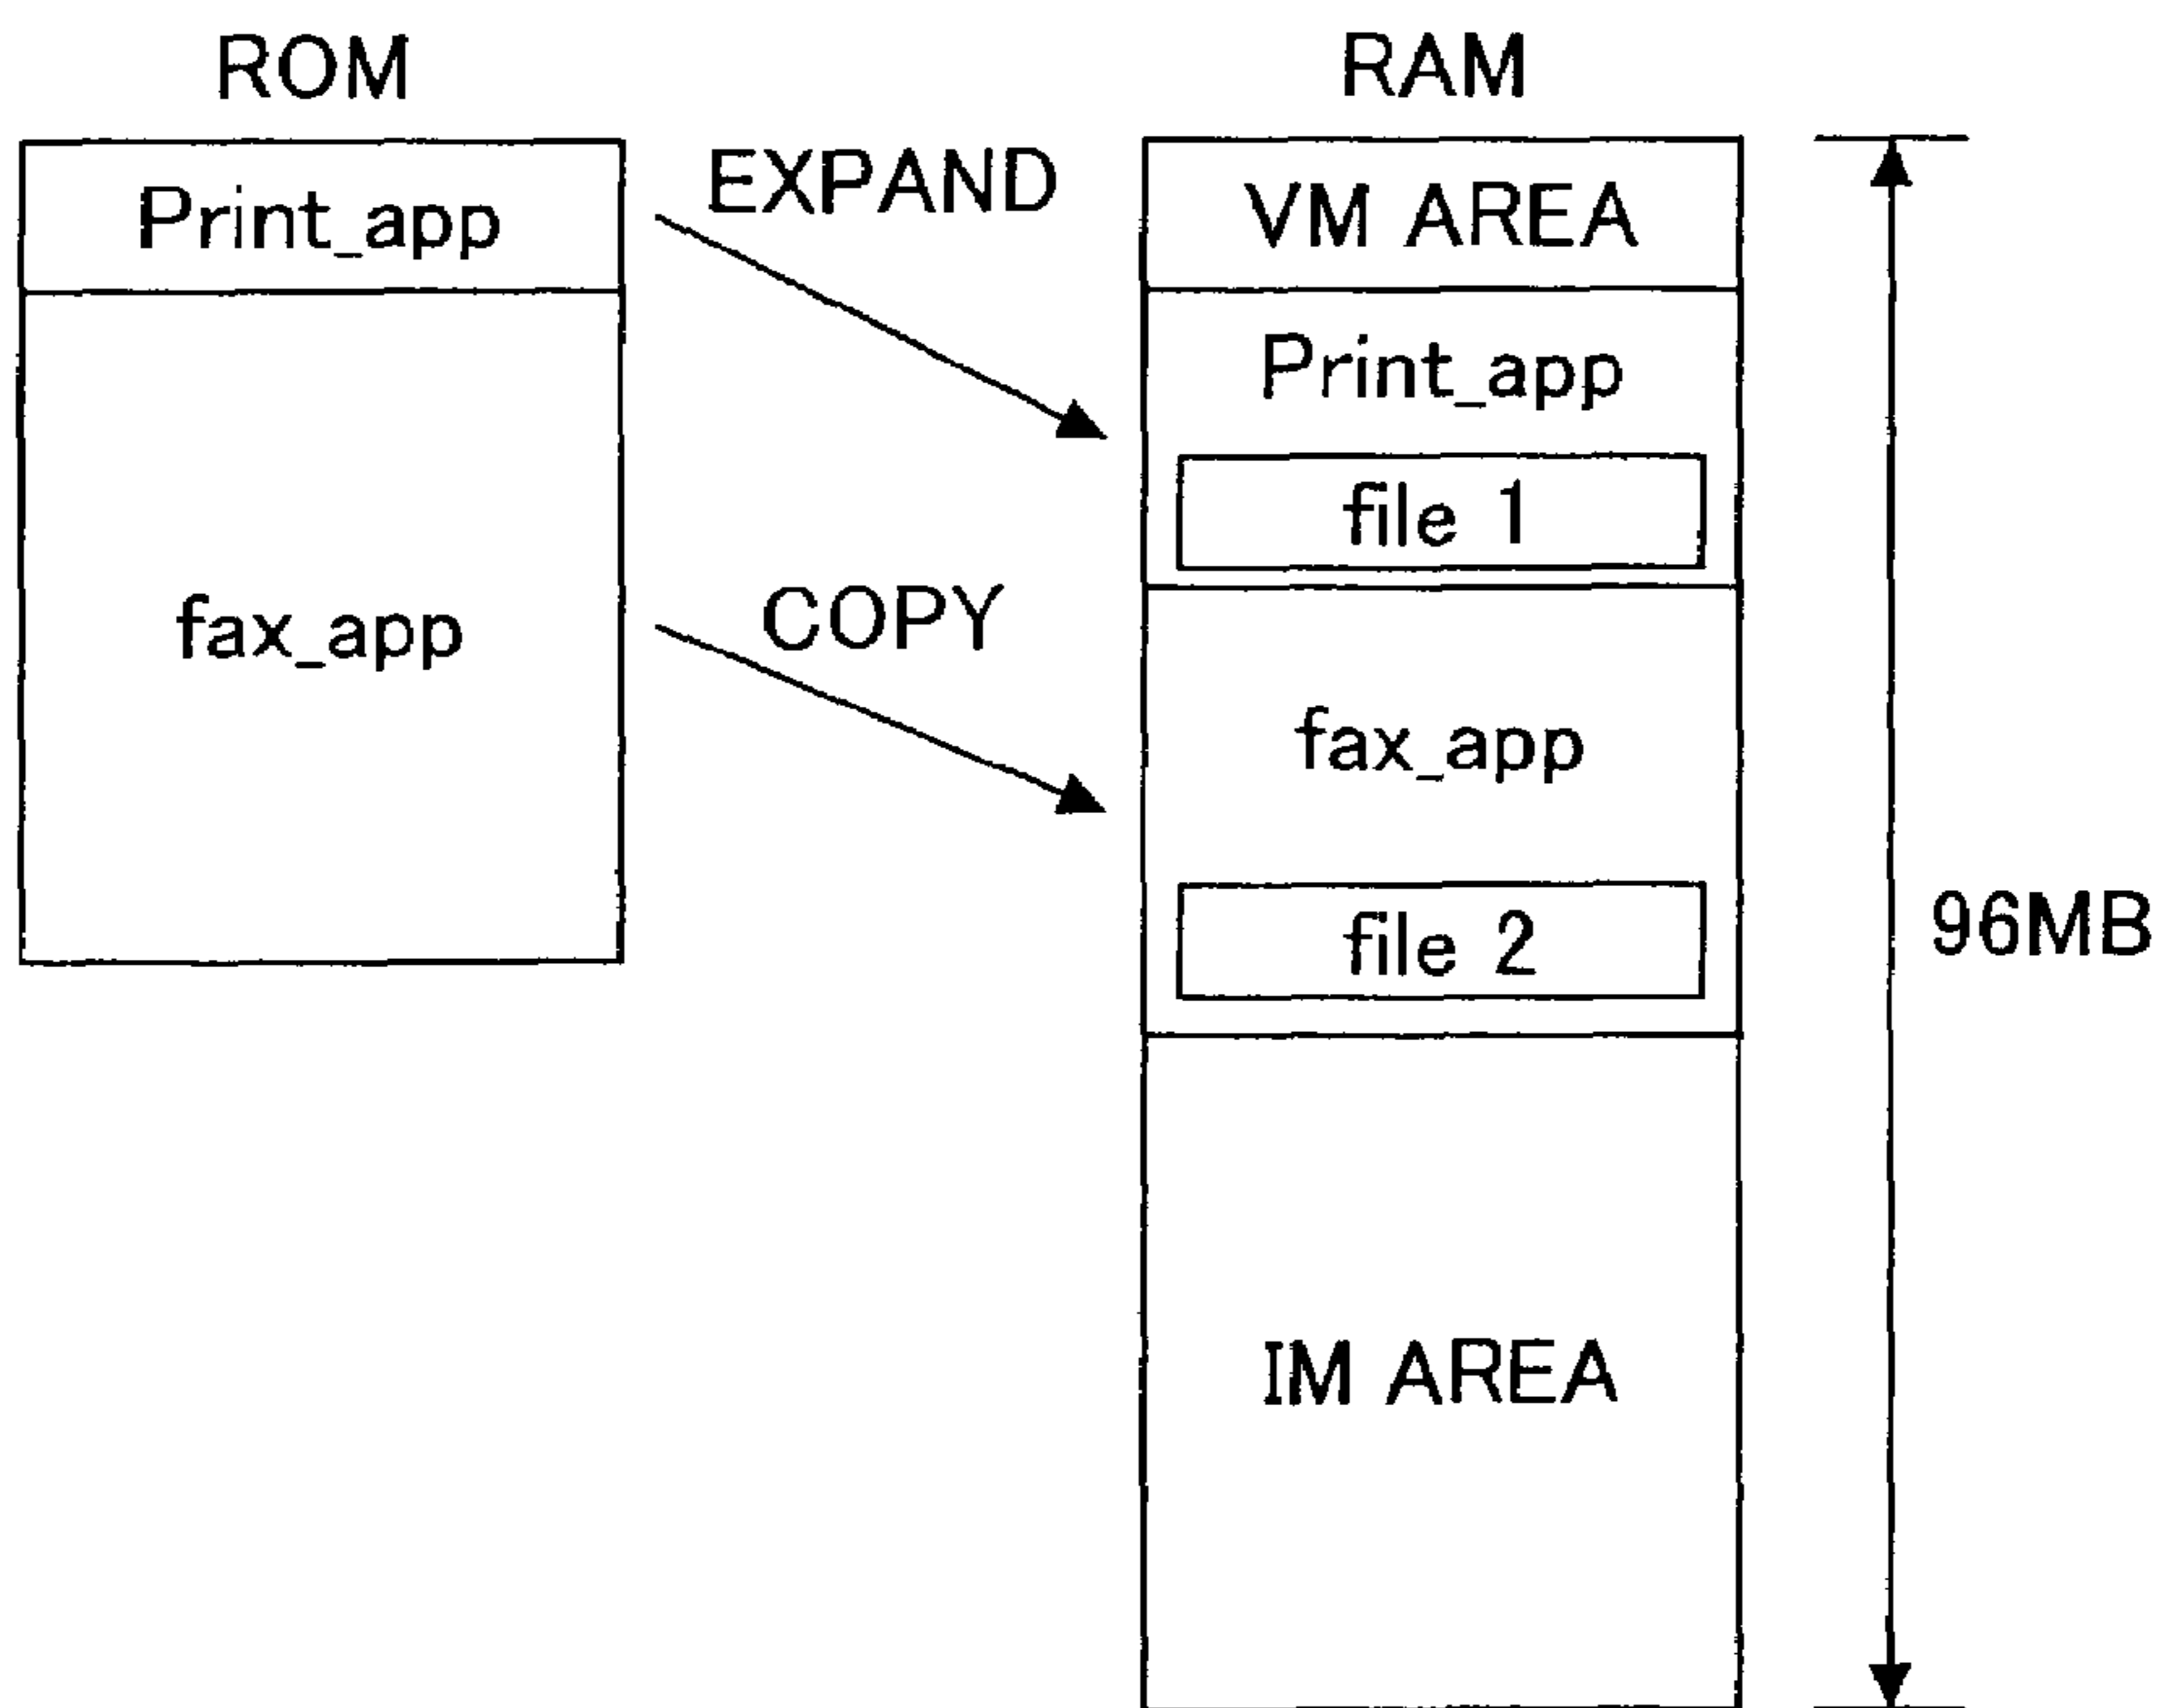 ROM
Print_app
fax_app
EXPAND
COPY
RAM
VM AREA
Print_app
file 1
fax_app
file 2
IM AREA
96MB